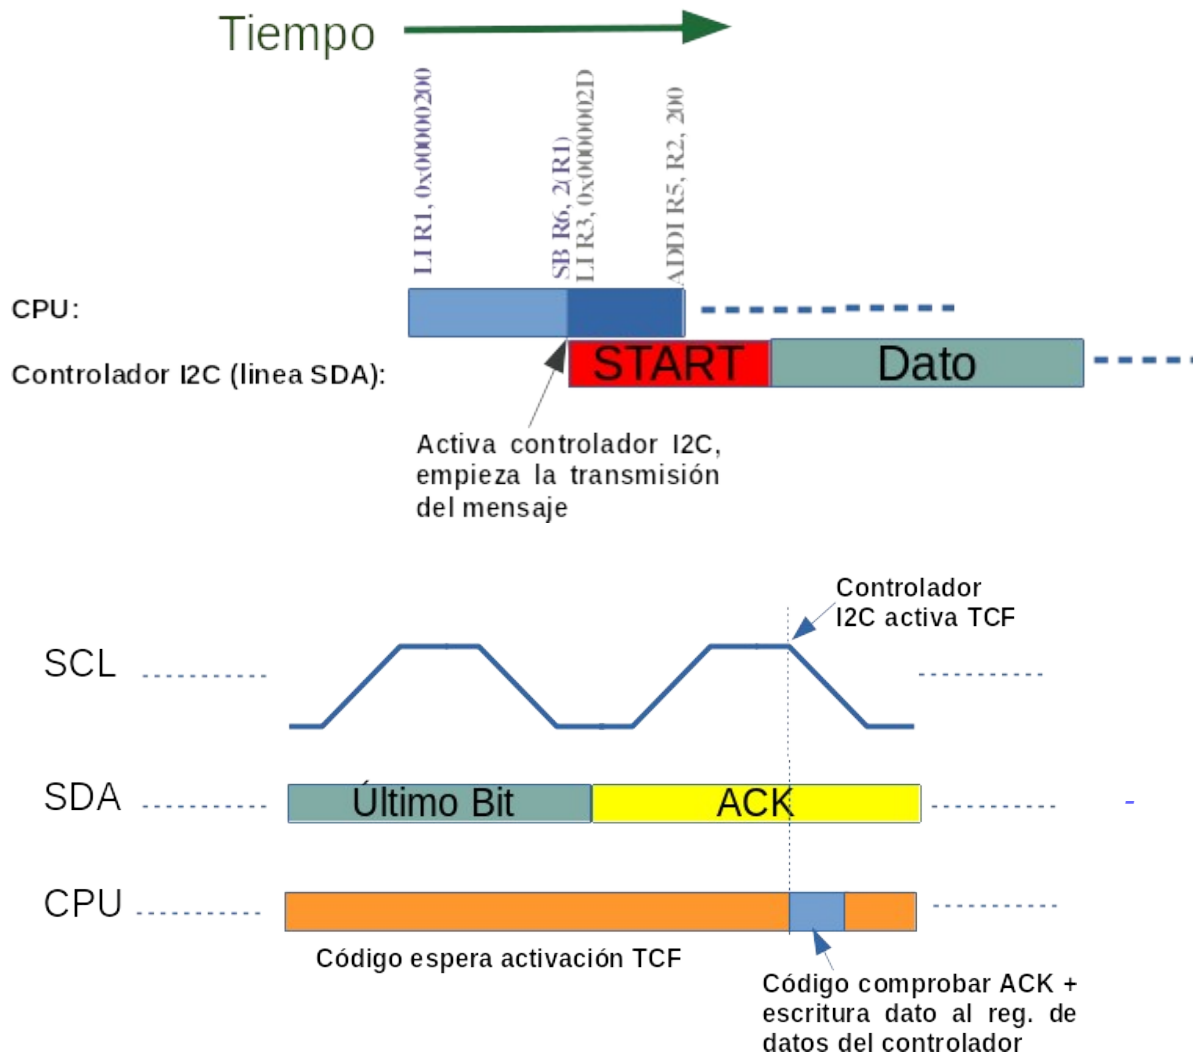 Tiempo
LI R1, 0x00000200
SB R6, 2(R1)
LI R3, 0x0000002D
ADDI R5, R2, 200
CPU:
Controlador I2C (linea SDA):
START
Dato
Activa controlador I2C,
empieza la transmisión
del mensaje
Controlador
I2C activa TCF
SCL
SDA
Último Bit
ACK
CPU
Código espera activación TCF
Código comprobar ACK +
escritura dato al reg. de
datos del controlador